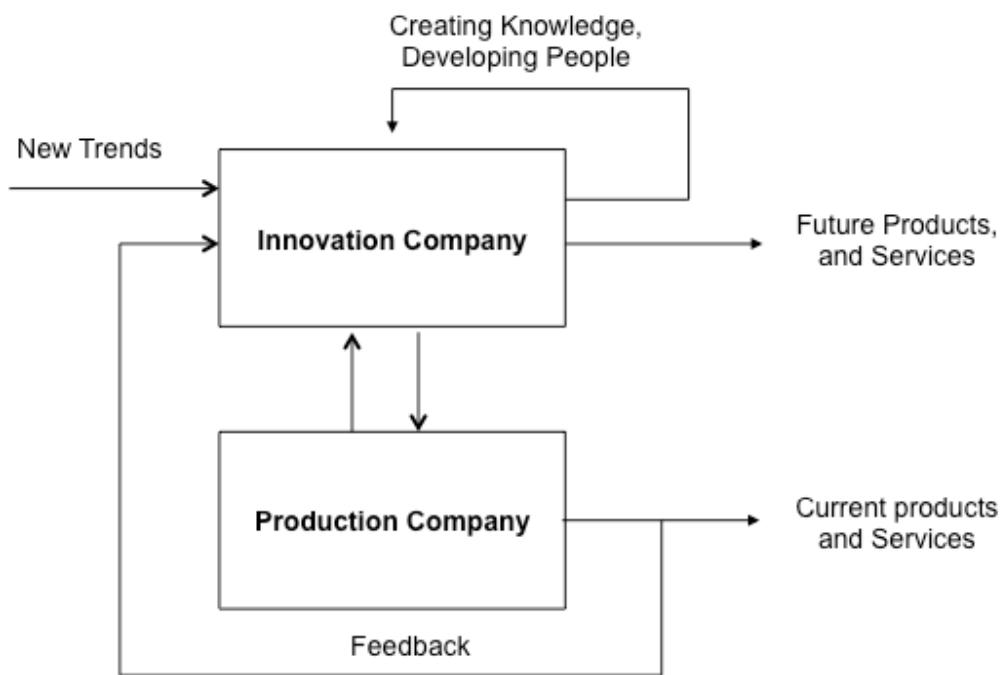 Creating Knowledge,
Developing People
New Trends
Innovation Company
Future Products,
and Services
Production Company
Current products
and Services
Feedback